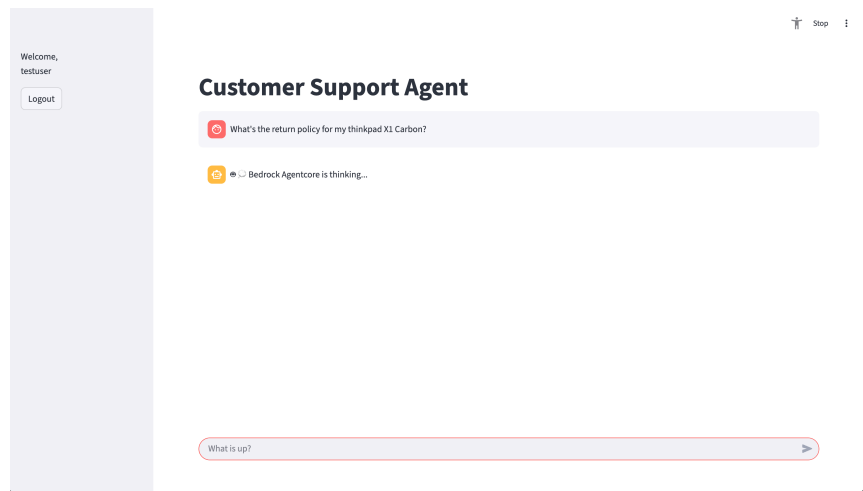 Stop
Welcome,
testuser
Logout
Customer Support Agent
What's the return policy for my thinkpad X1 Carbon?
Bedrock Agentcore is thinking...
What is up?